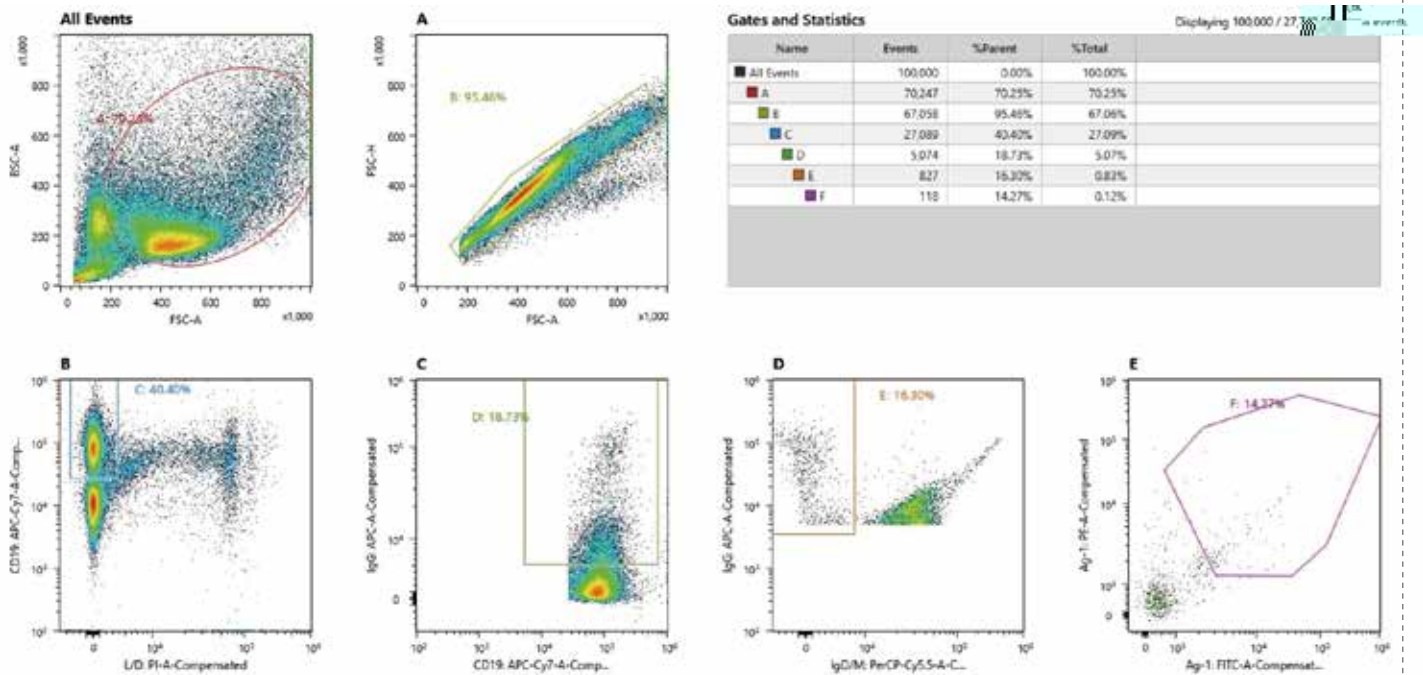 All Events
A: 70.25%
x1,000
800
600
400
200
0
SSC-A
0 200 400 600 800
FSC-A x1,000
A
B: 95.46%
x1,000
800
600
400
200
0
FSC-H
0 200 400 600 800
FSC-A x1,000
Gates and Statistics
Displaying 100,000 / 27,
Name Events %Parent %Total
All Events 100,000 0.00% 100.00%
A 70,247 70.25% 70.25%
B 67,058 95.46% 67.06%
C 27,089 40.40% 27.09%
D 5,074 18.73% 5.07%
E 827 16.30% 0.83%
F 118 14.27% 0.12%
B
C: 40.40%
CD19: APC-Cy7-A-Comp...
L/D: PI-A-Compensated
C
D: 18.73%
IgG: APC-A-Compensated
CD19: APC-Cy7-A-Comp...
D
E: 16.30%
IgG: APC-A-Compensated
IgD/M: PerCP-Cy5.5-A-C...
E
F: 14.27%
Ag-1: PE-A-Compensated
Ag-1: FITC-A-Compensat...